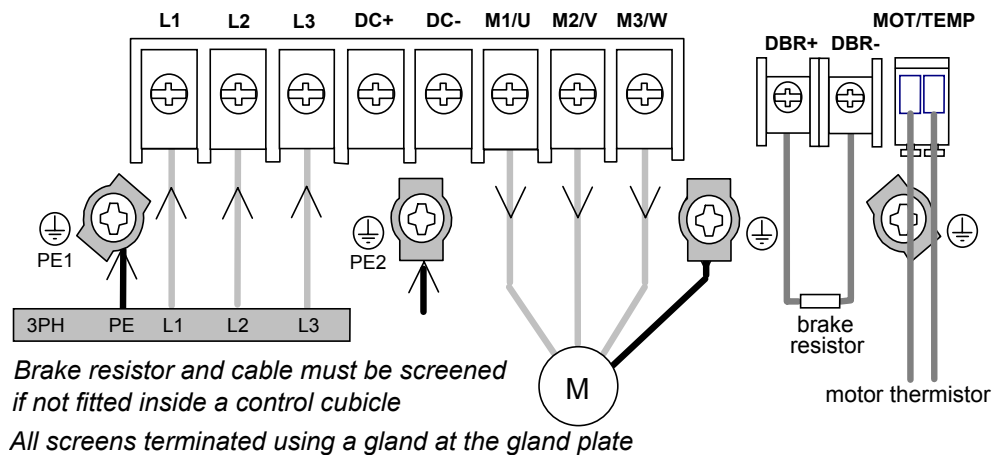 L1 L2 L3 DC+ DC- M1/U M2/V M3/W MOT/TEMP
DBR+ DBR-
PE1
PE2
3PH PE L1 L2 L3
brake
resistor
M
motor thermistor
Brake resistor and cable must be screened
if not fitted inside a control cubicle
All screens terminated using a gland at the gland plate